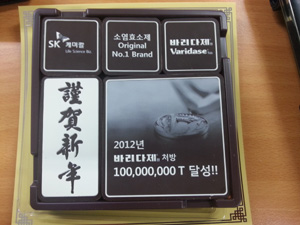 SK 케미칼
Life Science Biz.
소염효소제
Original
No.1 Brand
바리다제®
Varidase
謹賀新年
2012년
바리다제® 처방
100,000,000 T 달성!!